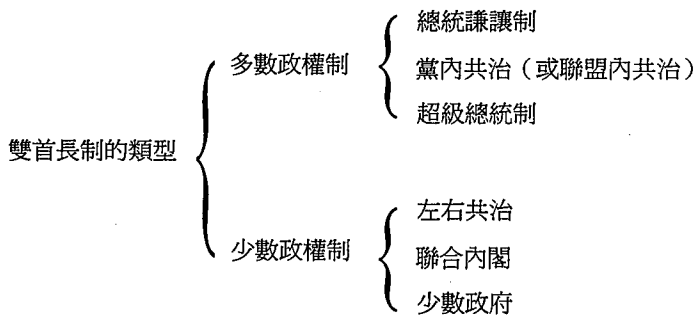 雙首長制的類型
多數政權制
總統謙讓制
黨內共治（或聯盟內共治）
超級總統制
少數政權制
左右共治
聯合內閣
少數政府